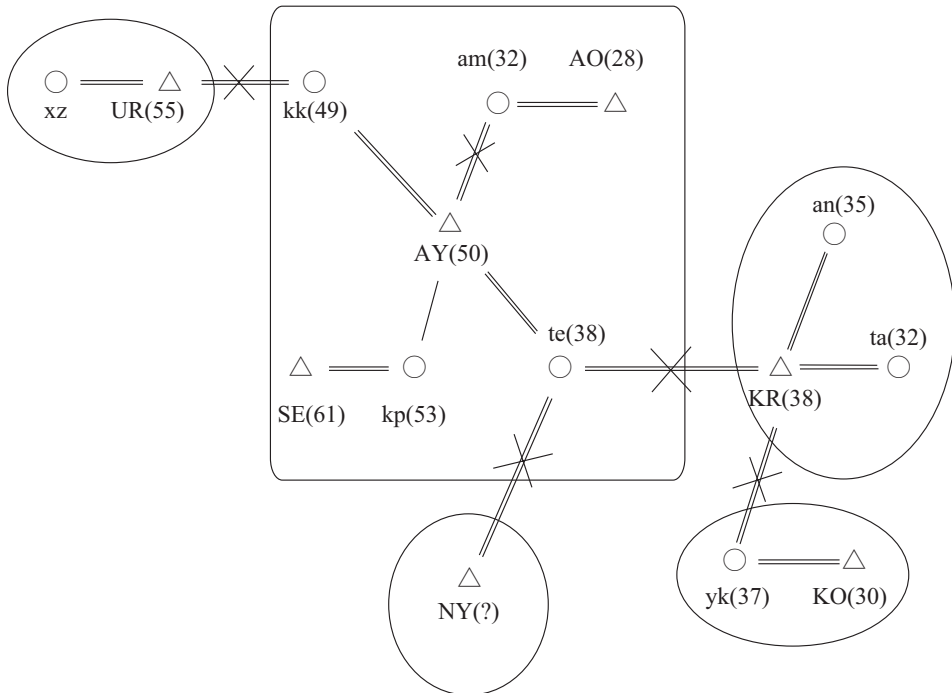 am(32) AO(28)
xz UR(55) kk(49)
an(35)
AY(50)
te(38) ta(32)
SE(61) kp(53) KR(38)
yk(37) KO(30)
NY(?)